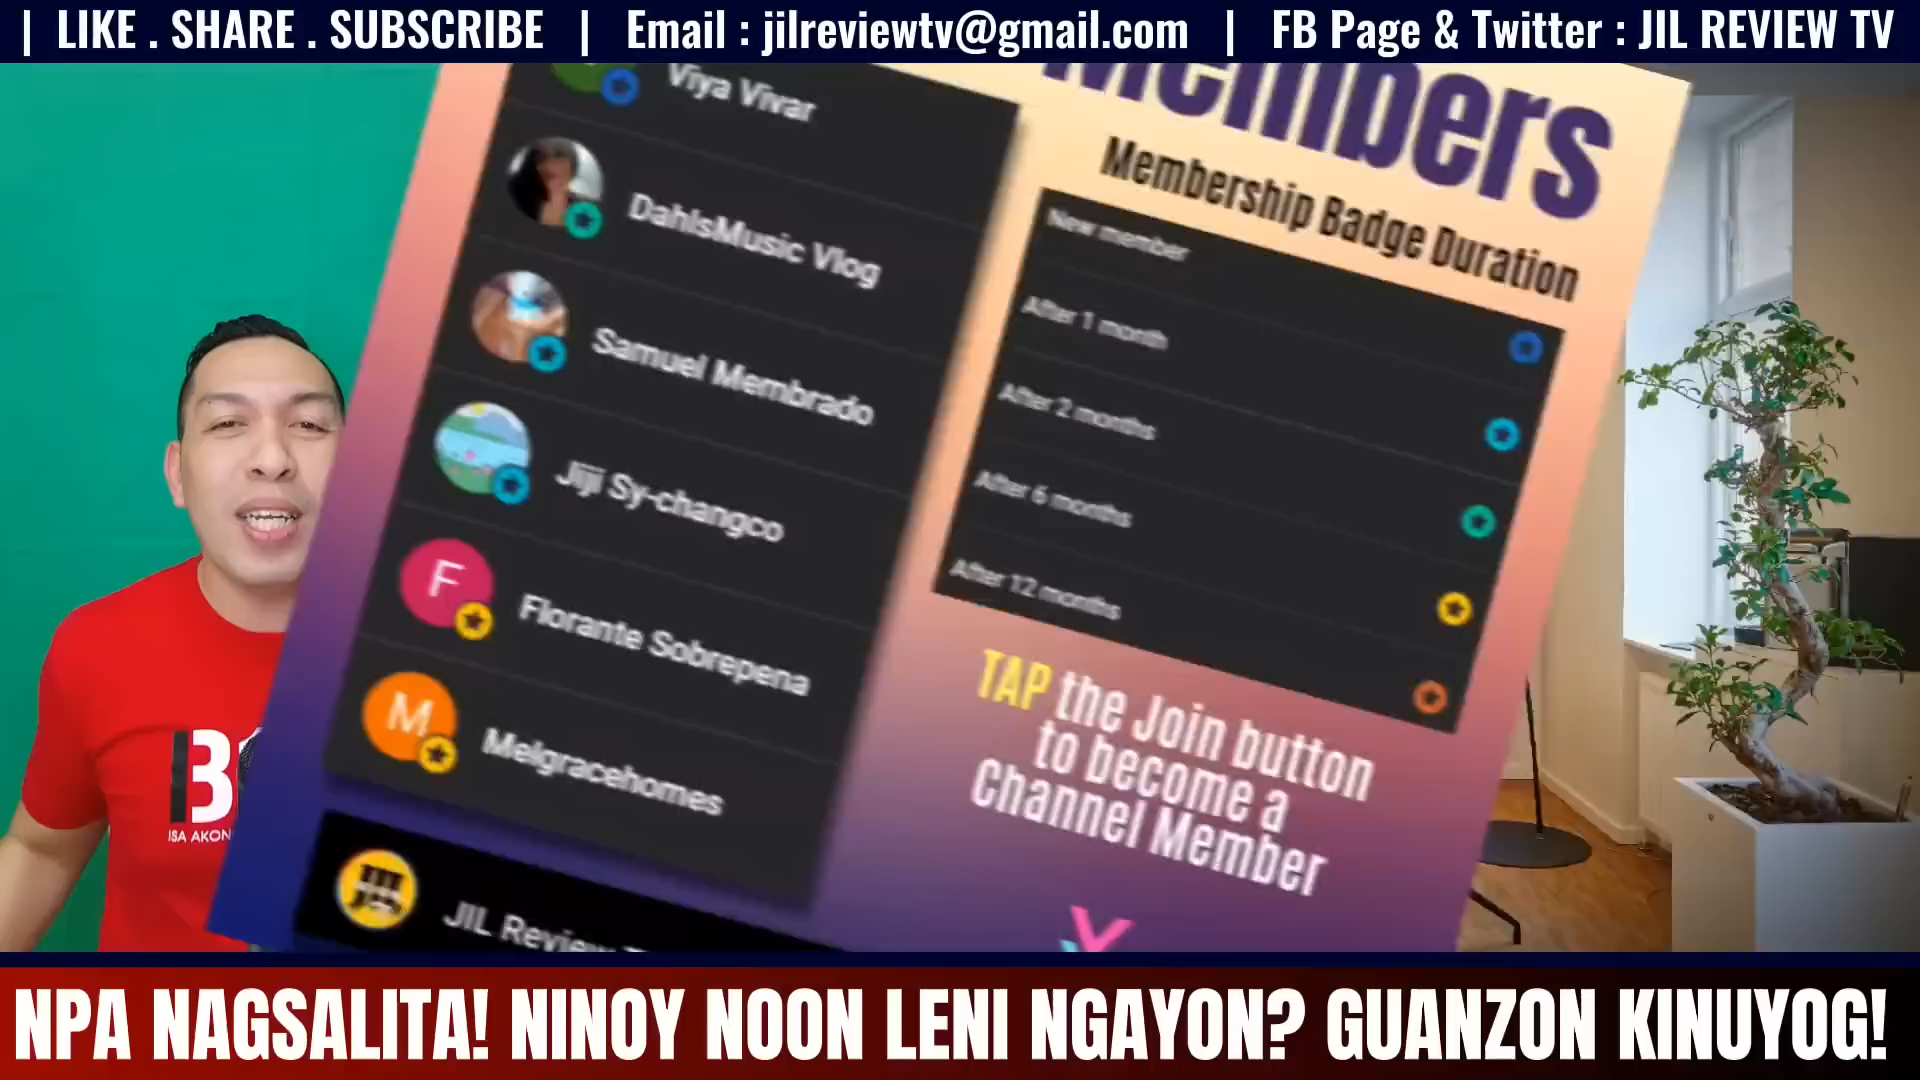 | LIKE . SHARE . SUBSCRIBE | Email : jilreviewtv@gmail.com | FB Page & Twitter : JIL REVIEW TV
Members
Membership Badge Duration
New member
After 1 month
After 2 months
After 6 months
After 12 months
TAP the Join button
to become a
Channel Member
Viya Vivar
DahlsMusic Vlog
Samuel Membrado
Jiji Sy-changco
F
Florante Sobrepena
M
Melgracehomes
JIL Review
ISA AKON
NPA NAGSALITA! NINOY NOON LENI NGAYON? GUANZON KINUYOG!